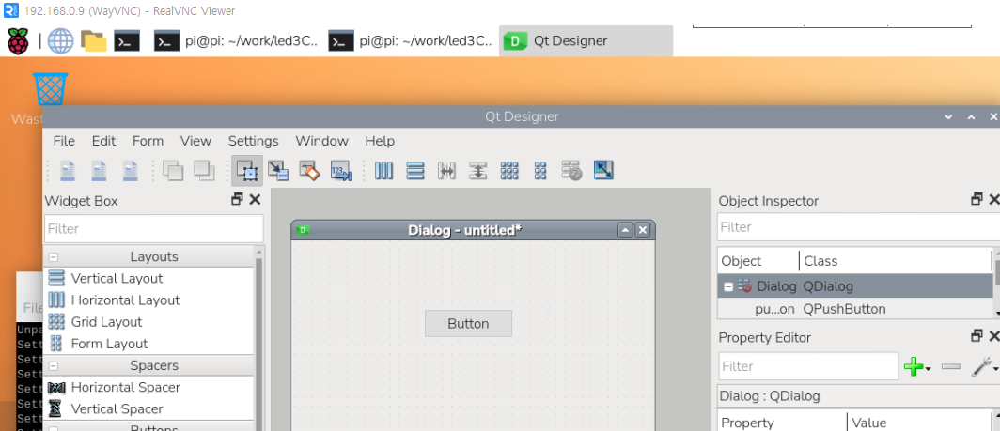 192.168.0.9 (WayVNC) - RealVNC Viewer
pi@pi: ~/work/led3C.. pi@pi: ~/work/led3C.. Qt Designer
Wast
Qt Designer
File Edit Form View Settings Window Help
Widget Box
Filter
Layouts
Vertical Layout
Horizontal Layout
Grid Layout
Form Layout
Spacers
Horizontal Spacer
Vertical Spacer
Buttons
Dialog - untitled*
Button
Object Inspector
Filter
Object Class
Dialog QDialog
pu...on QPushButton
Property Editor
Filter
Dialog : QDialog
Property Value
File
Unpa
Sett
Sett
Sett
Sett
Sett
Sett